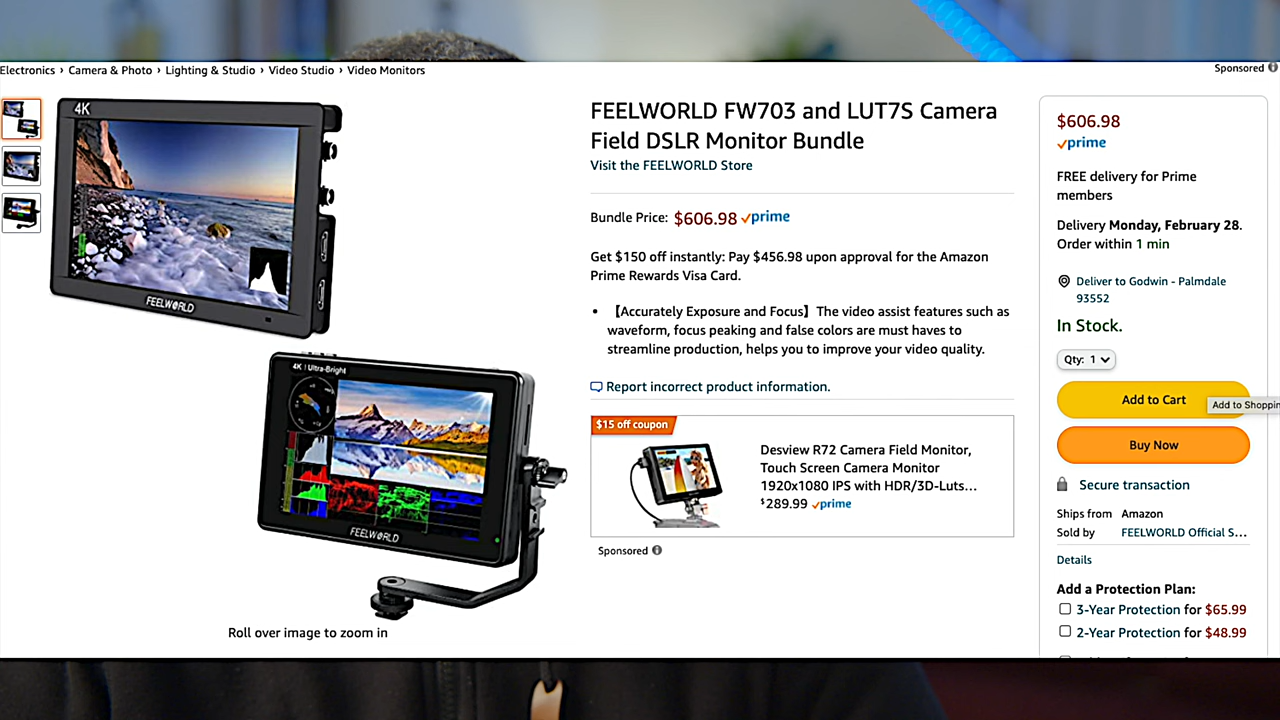 Electronics › Camera & Photo › Lighting & Studio › Video Studio › Video Monitors
Sponsored
4K
FEELWORLD
4K | Ultra-Bright
FEELWORLD
Roll over image to zoom in
FEELWORLD FW703 and LUT7S Camera
Field DSLR Monitor Bundle
Visit the FEELWORLD Store
Bundle Price: $606.98 prime
Get $150 off instantly: Pay $456.98 upon approval for the Amazon
Prime Rewards Visa Card.
• 【Accurately Exposure and Focus】The video assist features such as
waveform, focus peaking and false colors are must haves to
streamline production, helps you to improve your video quality.
Report incorrect product information.
$15 off coupon
Desview R72 Camera Field Monitor,
Touch Screen Camera Monitor
1920x1080 IPS with HDR/3D-Luts...
$289.99 prime
Sponsored
$606.98
prime
FREE delivery for Prime
members
Delivery Monday, February 28.
Order within 1 min
Deliver to Godwin - Palmdale
93552
In Stock.
Qty: 1
Add to Cart
Add to Shoppin
Buy Now
Secure transaction
Ships from Amazon
Sold by FEELWORLD Official S...
Details
Add a Protection Plan:
3-Year Protection for $65.99
2-Year Protection for $48.99